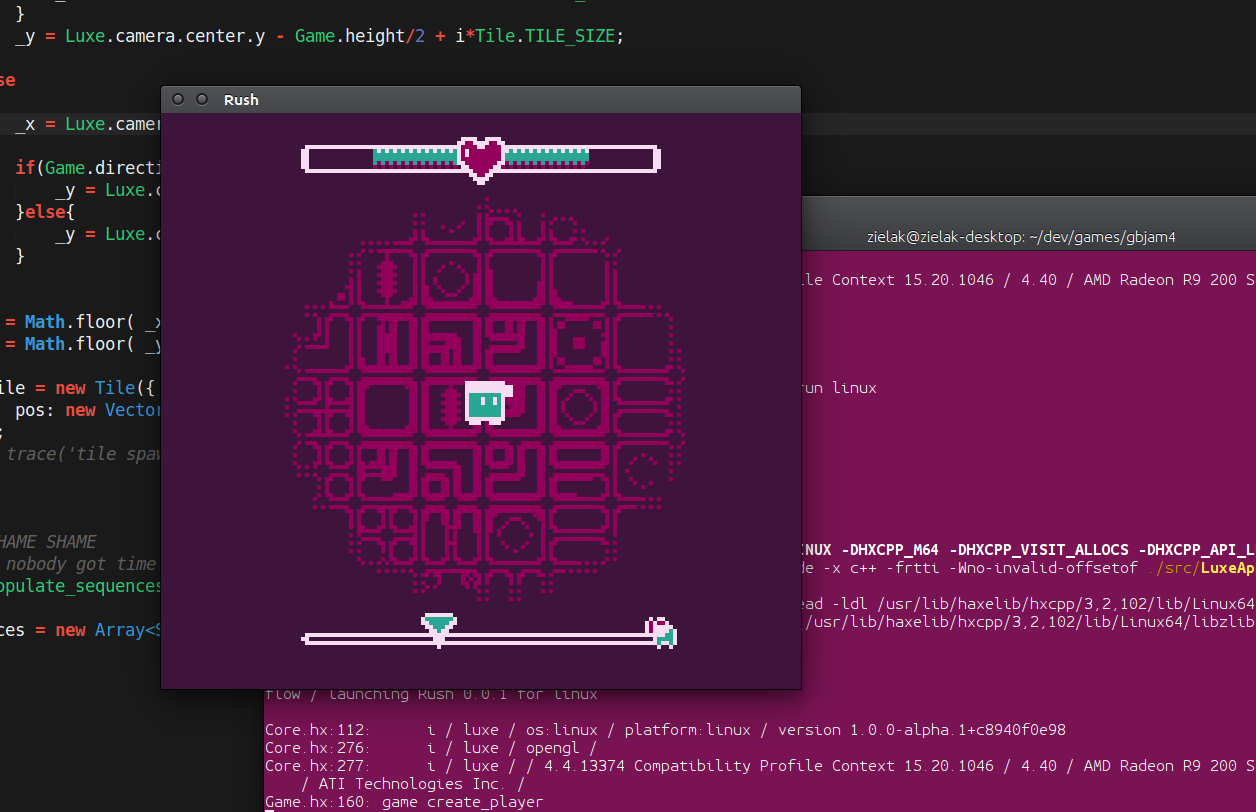 }
_y = Luxe.camera.center.y - Game.height/2 + i*Tile.TILE_SIZE;
se
_x = Luxe.camer
if(Game.directi
_y = Luxe.c
}else{
_y = Luxe.c
}
= Math.floor( _x
= Math.floor( _y
ile = new Tile({
pos: new Vector
;
trace('tile spaw
HAME SHAME
nobody got time
opulate_sequences
ces = new Array<S
Rush
zielak@zielak-desktop: ~/dev/games/gbjam4
ile Context 15.20.1046 / 4.40 / AMD Radeon R9 200 S
run linux
INUX -DHXCPP_M64 -DHXCPP_VISIT_ALLOCS -DHXCPP_API_L
de -x c++ -frtti -Wno-invalid-offsetof ./src/LuxeAp
ead -ldl /usr/lib/haxelib/hxcpp/3,2,102/lib/Linux64
/usr/lib/haxelib/hxcpp/3,2,102/lib/Linux64/libzlib
flow / launching Rush 0.0.1 for linux
Core.hx:112: i / luxe / os:linux / platform:linux / version 1.0.0-alpha.1+c8940f0e98
Core.hx:276: i / luxe / opengl /
Core.hx:277: i / luxe / / 4.4.13374 Compatibility Profile Context 15.20.1046 / 4.40 / AMD Radeon R9 200 S
/ ATI Technologies Inc. /
Game.hx:160: game create_player